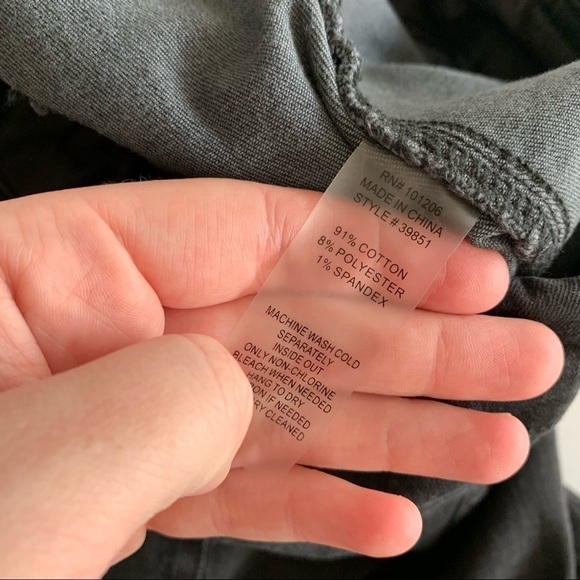 RN# 101206
MADE IN CHINA
STYLE # 39851
91% COTTON
8% POLYESTER
1% SPANDEX
MACHINE WASH COLD
SEPARATELY
INSIDE OUT
ONLY NON-CHLORINE
BLEACH WHEN NEEDED
HANG TO DRY
IF NEEDED
CLEANED